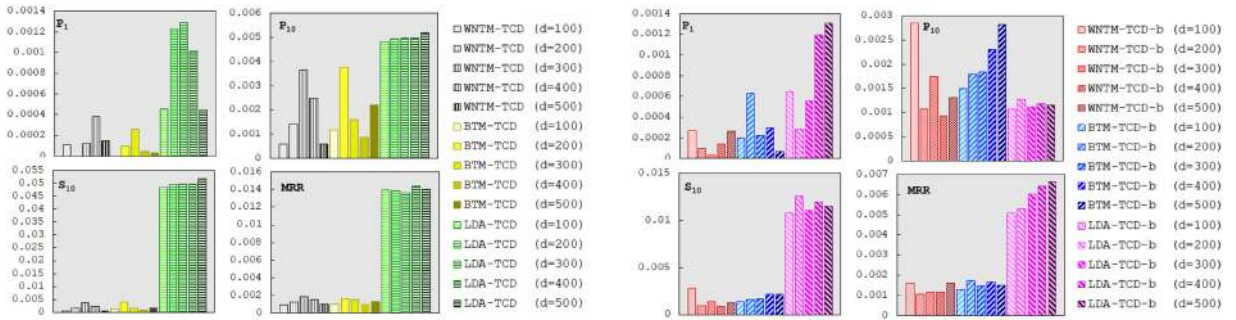 P1
0.0014
0.0012
0.001
0.0008
0.0006
0.0004
0.0002
0
P10
0.006
0.005
0.004
0.003
0.002
0.001
0
S10
0.055
0.05
0.045
0.04
0.035
0.03
0.025
0.02
0.015
0.01
0.005
0
MRR
0.016
0.014
0.012
0.01
0.008
0.006
0.004
0.002
0
WNTM-TCD (d=100)
WNTM-TCD (d=200)
WNTM-TCD (d=300)
WNTM-TCD (d=400)
WNTM-TCD (d=500)
BTM-TCD (d=100)
BTM-TCD (d=200)
BTM-TCD (d=300)
BTM-TCD (d=400)
BTM-TCD (d=500)
LDA-TCD (d=100)
LDA-TCD (d=200)
LDA-TCD (d=300)
LDA-TCD (d=400)
LDA-TCD (d=500)
P1
0.0014
0.0012
0.001
0.0008
0.0006
0.0004
0.0002
0
P10
0.003
0.0025
0.002
0.0015
0.001
0.0005
0
S10
0.015
0.01
0.005
0
MRR
0.007
0.006
0.005
0.004
0.003
0.002
0.001
0
WNTM-TCD-b (d=100)
WNTM-TCD-b (d=200)
WNTM-TCD-b (d=300)
WNTM-TCD-b (d=400)
WNTM-TCD-b (d=500)
BTM-TCD-b (d=100)
BTM-TCD-b (d=200)
BTM-TCD-b (d=300)
BTM-TCD-b (d=400)
BTM-TCD-b (d=500)
LDA-TCD-b (d=100)
LDA-TCD-b (d=200)
LDA-TCD-b (d=300)
LDA-TCD-b (d=400)
LDA-TCD-b (d=500)